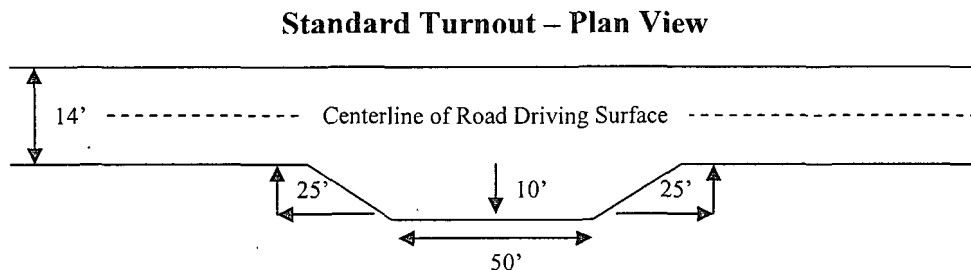 Standard Turnout – Plan View
14'
Centerline of Road Driving Surface
25'
10'
25'
50'